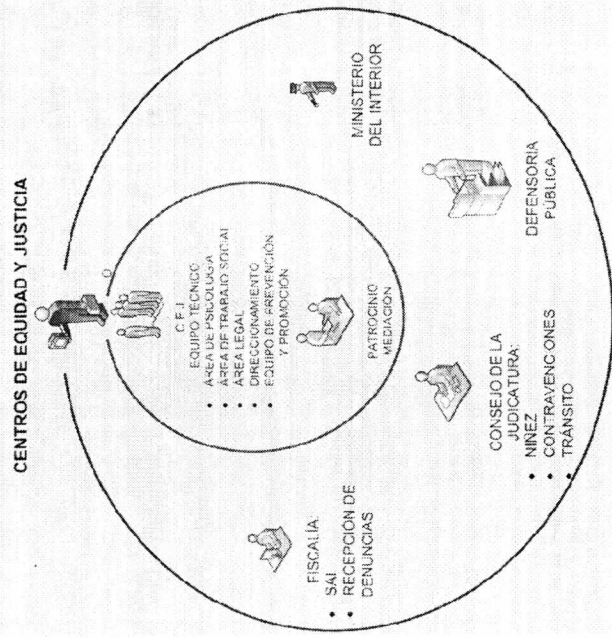 CENTROS DE EQUIDAD Y JUSTICIA
C.E.J.
EQUIPO TÉCNICO
• ÁREA DE PSICOLOGÍA
• ÁREA DE TRABAJO SOCIAL
• ÁREA LEGAL
• DIRECCIONAMIENTO
• EQUIPO DE PREVENCIÓN
Y PROMOCIÓN
PATROCINIO
MEDIACIÓN
FISCALÍA:
• SAI
• RECEPCIÓN DE
DENUNCIAS
CONSEJO DE LA
JUDICATURA:
• NIÑEZ
• CONTRAVENCIONES
• TRÁNSITO
DEFENSORIA
PÚBLICA
MINISTERIO
DEL INTERIOR